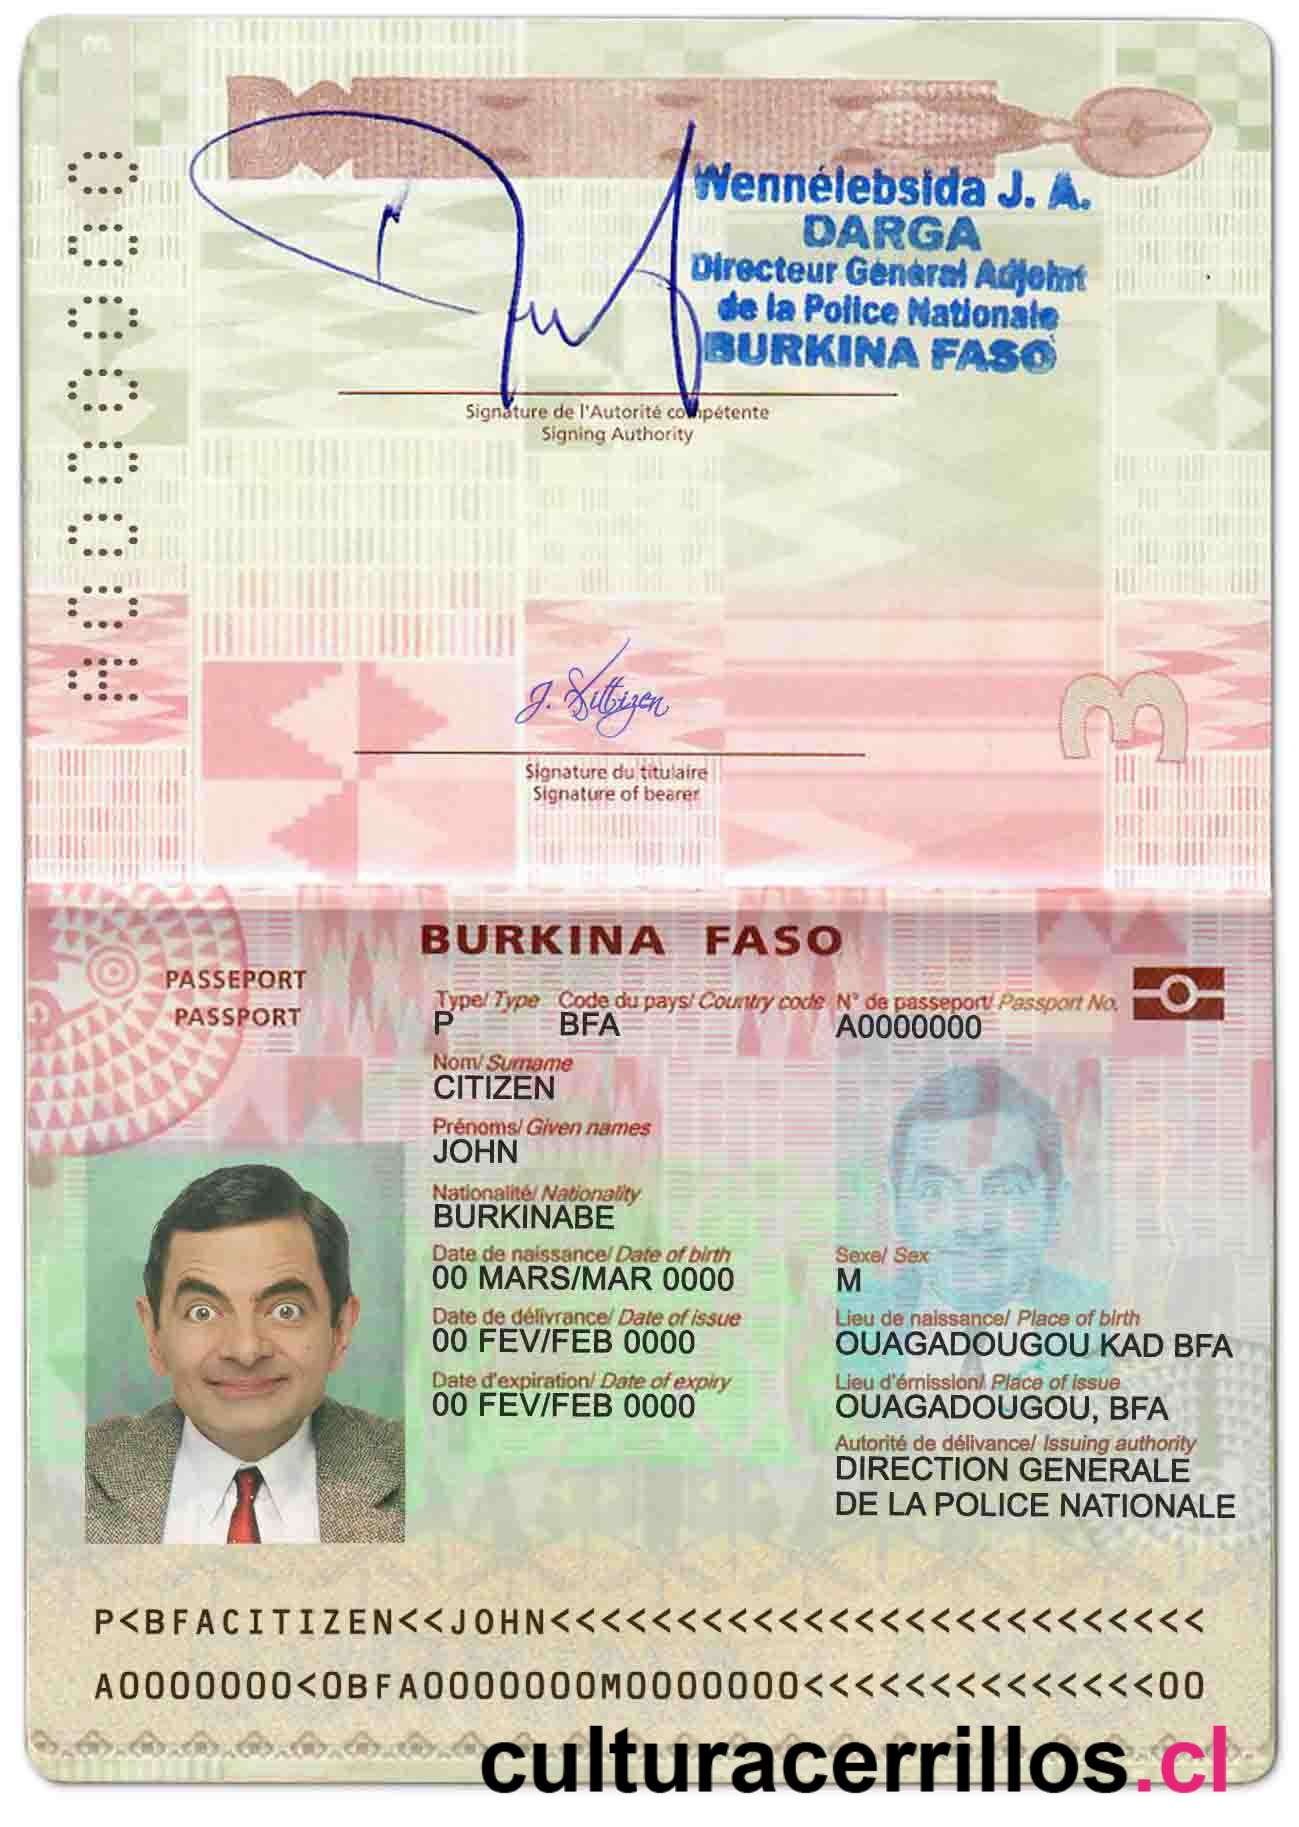 Wennélebsida J. A.
DARGA
Directeur Général Adjoint
de la Police Nationale
BURKINA FASO
Signature de l'Autorité compétente
Signing Authority
J. Sittizen
Signature du titulaire
Signature of bearer
3
3
A0000000
BURKINA FASO
PASSEPORT
PASSPORT
Type/ Type Code du pays/ Country code N° de passeport/ Passport No.
P BFA A0000000
Nom/ Surname
CITIZEN
Prénoms/ Given names
JOHN
Nationalité/ Nationality
BURKINABE
Date de naissance/ Date of birth Sexe/ Sex
00 MARS/MAR 0000 M
Date de délivrance/ Date of issue Lieu de naissance/ Place of birth
00 FEV/FEB 0000 OUAGADOUGOU KAD BFA
Date d'expiration/ Date of expiry Lieu d'émission/ Place of issue
00 FEV/FEB 0000 OUAGADOUGOU, BFA
Autorité de délivance/ Issuing authority
DIRECTION GENERALE
DE LA POLICE NATIONALE
P<BFACITIZEN<<JOHN<<<<<<<<<<<<<<<<<<<<<<<<<<
A0000000<0BFA0000000M0000000<<<<<<<<<<<<<<00
culturacerrillos.cl